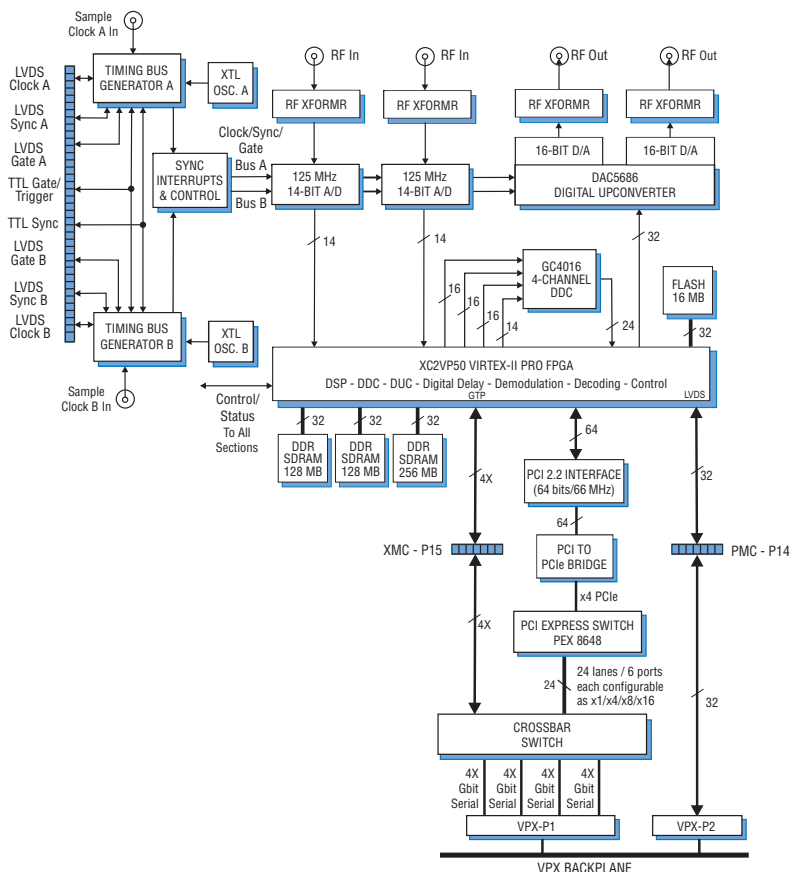 Sample
Clock A In
RF In
RF In
RF Out
RF Out
LVDS
Clock A
TIMING BUS
GENERATOR A
XTL
OSC. A
RF XFORMR
RF XFORMR
RF XFORMR
RF XFORMR
LVDS
Sync A
LVDS
Gate A
Clock/Sync/
Gate
Bus A
16-BIT D/A
16-BIT D/A
TTL Gate/
Trigger
SYNC
INTERRUPTS
& CONTROL
Bus B
125 MHz
14-BIT A/D
125 MHz
14-BIT A/D
DAC5686
DIGITAL UPCONVERTER
TTL Sync
14
14
32
LVDS
Gate B
GC4016
4-CHANNEL
DDC
FLASH
16 MB
LVDS
Sync B
16
16
16
14
24
32
LVDS
Clock B
TIMING BUS
GENERATOR B
XTL
OSC. B
XC2VP50 VIRTEX-II PRO FPGA
DSP - DDC - DUC - Digital Delay - Demodulation - Decoding - Control
GTP
LVDS
Sample
Clock B In
Control/
Status
To All
Sections
32
32
32
64
DDR
SDRAM
128 MB
DDR
SDRAM
128 MB
DDR
SDRAM
256 MB
4X
PCI 2.2 INTERFACE
(64 bits/66 MHz)
32
64
XMC - P15
PCI TO
PCIe BRIDGE
PMC - P14
x4 PCIe
4X
PCI EXPRESS SWITCH
PEX 8648
24
24 lanes / 6 ports
each configurable
as x1/x4/x8/x16
32
CROSSBAR
SWITCH
4X
Gbit
Serial
4X
Gbit
Serial
4X
Gbit
Serial
4X
Gbit
Serial
VPX-P1
VPX-P2
VPX BACKPLANE